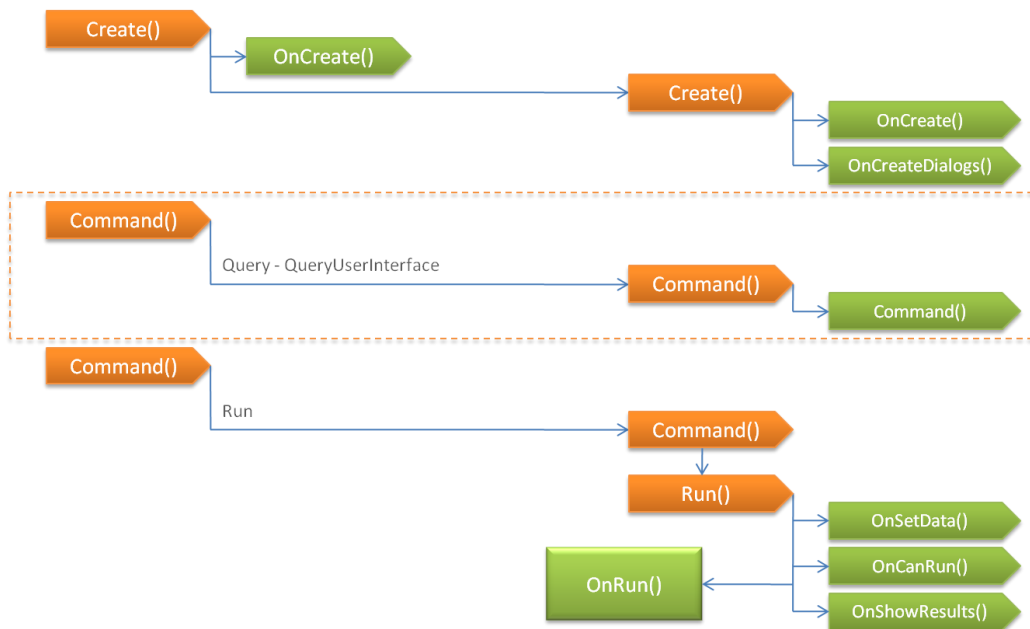 Create()
OnCreate()
Create()
OnCreate()
OnCreateDialogs()
Command()
Query - QueryUserInterface
Command()
Command()
Command()
Run
Command()
Run()
OnSetData()
OnCanRun()
OnRun()
OnShowResults()